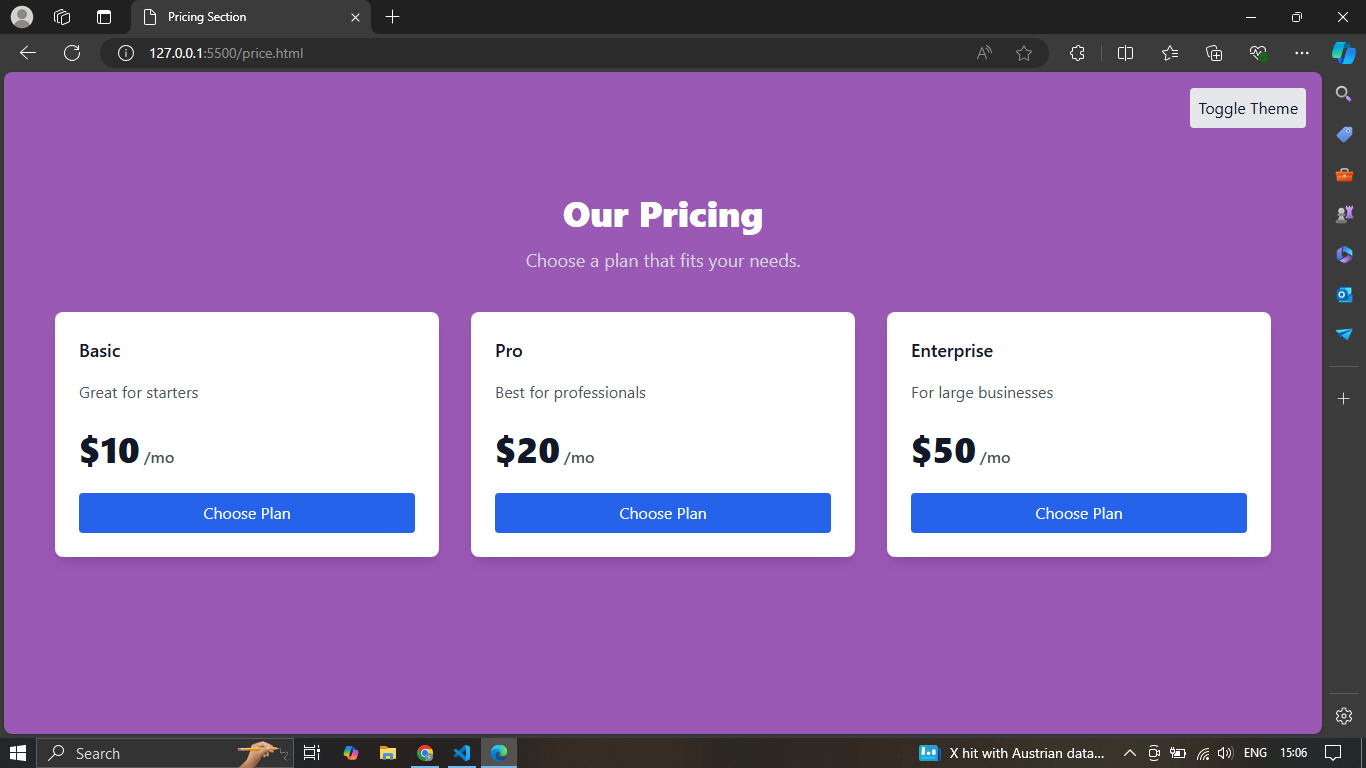 Pricing Section
127.0.0.1:5500/price.html
Toggle Theme
Our Pricing
Choose a plan that fits your needs.
Basic
Great for starters
$10 /mo
Choose Plan
Pro
Best for professionals
$20 /mo
Choose Plan
Enterprise
For large businesses
$50 /mo
Choose Plan
Search
X hit with Austrian data...
ENG
15:06